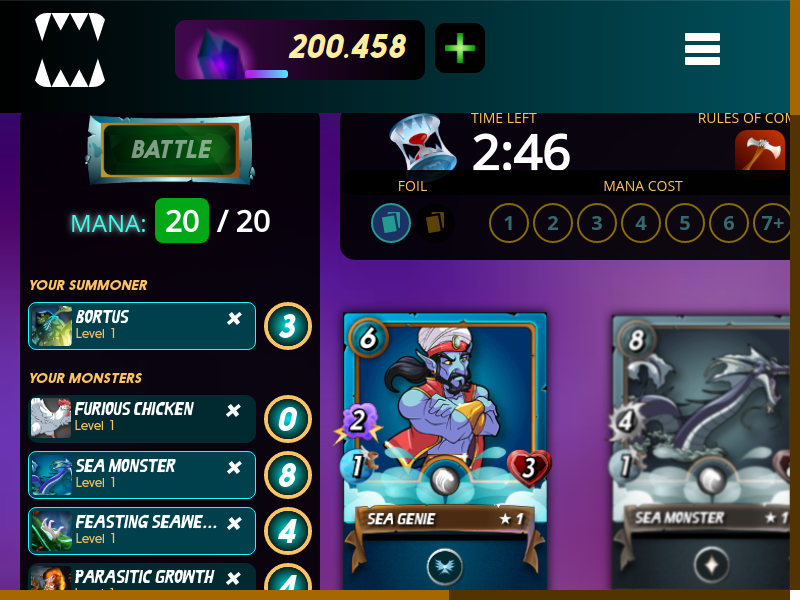 200.458
BATTLE
MANA: 20 / 20
YOUR SUMMONER
BORTUS
Level 1
3
YOUR MONSTERS
FURIOUS CHICKEN
Level 1
0
SEA MONSTER
Level 1
8
FEASTING SEAWE...
Level 1
4
PARASITIC GROWTH
Level 1
4
TIME LEFT
RULES OF COM
2:46
FOIL
MANA COST
1 2 3 4 5 6 7+
6
2
1
3
SEA GENIE ★ 1
8
4
1
SEA MONSTER ★ 1